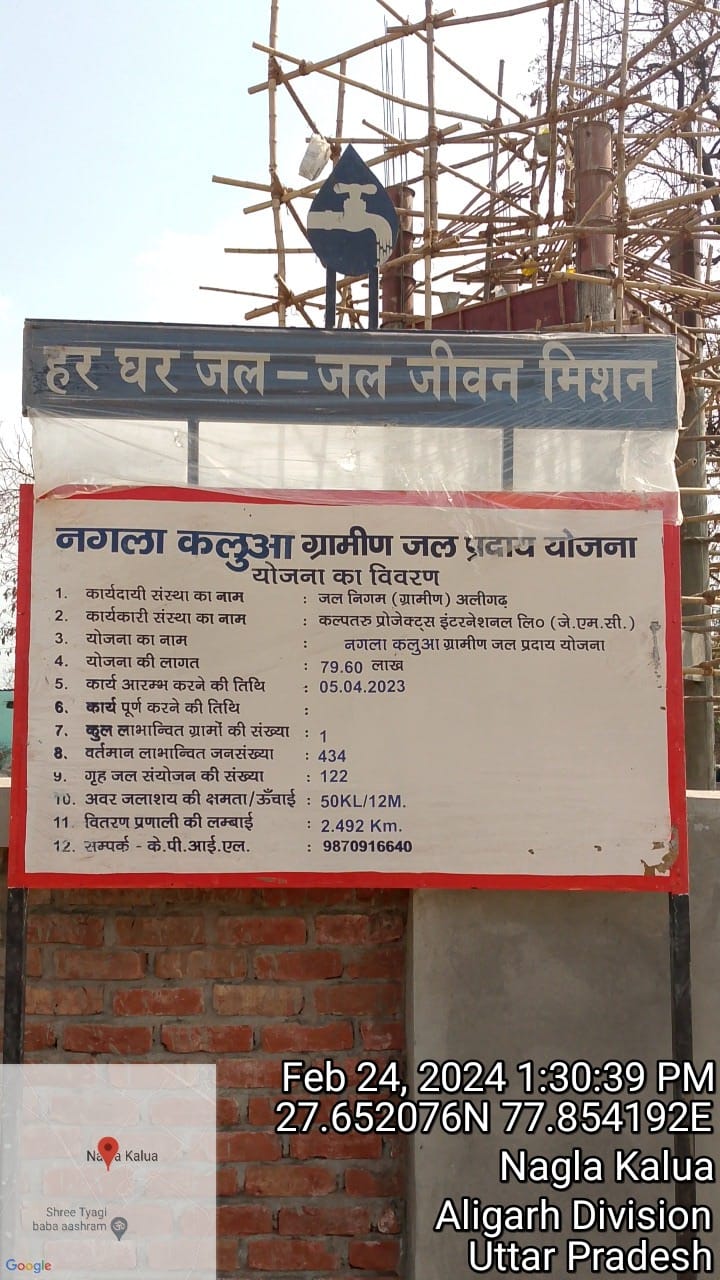 हर घर जल – जल जीवन मिशन
नगला कलुआ ग्रामीण जल प्रदाय योजना
योजना का विवरण
1. कार्यदायी संस्था का नाम : जल निगम (ग्रामीण) अलीगढ़
2. कार्यकारी संस्था का नाम : कल्पतरु प्रोजेक्ट्स इंटरनेशनल लि० (जे.एम.सी.)
3. योजना का नाम : नगला कलुआ ग्रामीण जल प्रदाय योजना
4. योजना की लागत : 79.60 लाख
5. कार्य आरम्भ करने की तिथि : 05.04.2023
6. कार्य पूर्ण करने की तिथि :
7. कुल लाभान्वित ग्रामों की संख्या : 1
8. वर्तमान लाभान्वित जनसंख्या : 434
9. गृह जल संयोजन की संख्या : 122
10. अवर जलाशय की क्षमता/ऊँचाई : 50KL/12M.
11. वितरण प्रणाली की लम्बाई : 2.492 Km.
12. सम्पर्क - के.पी.आई.एल. : 9870916640
Feb 24, 2024 1:30:39 PM
27.652076N 77.854192E
Nagla Kalua
Aligarh Division
Uttar Pradesh
Nagla Kalua
Shree Tyagi
baba aashram
Google